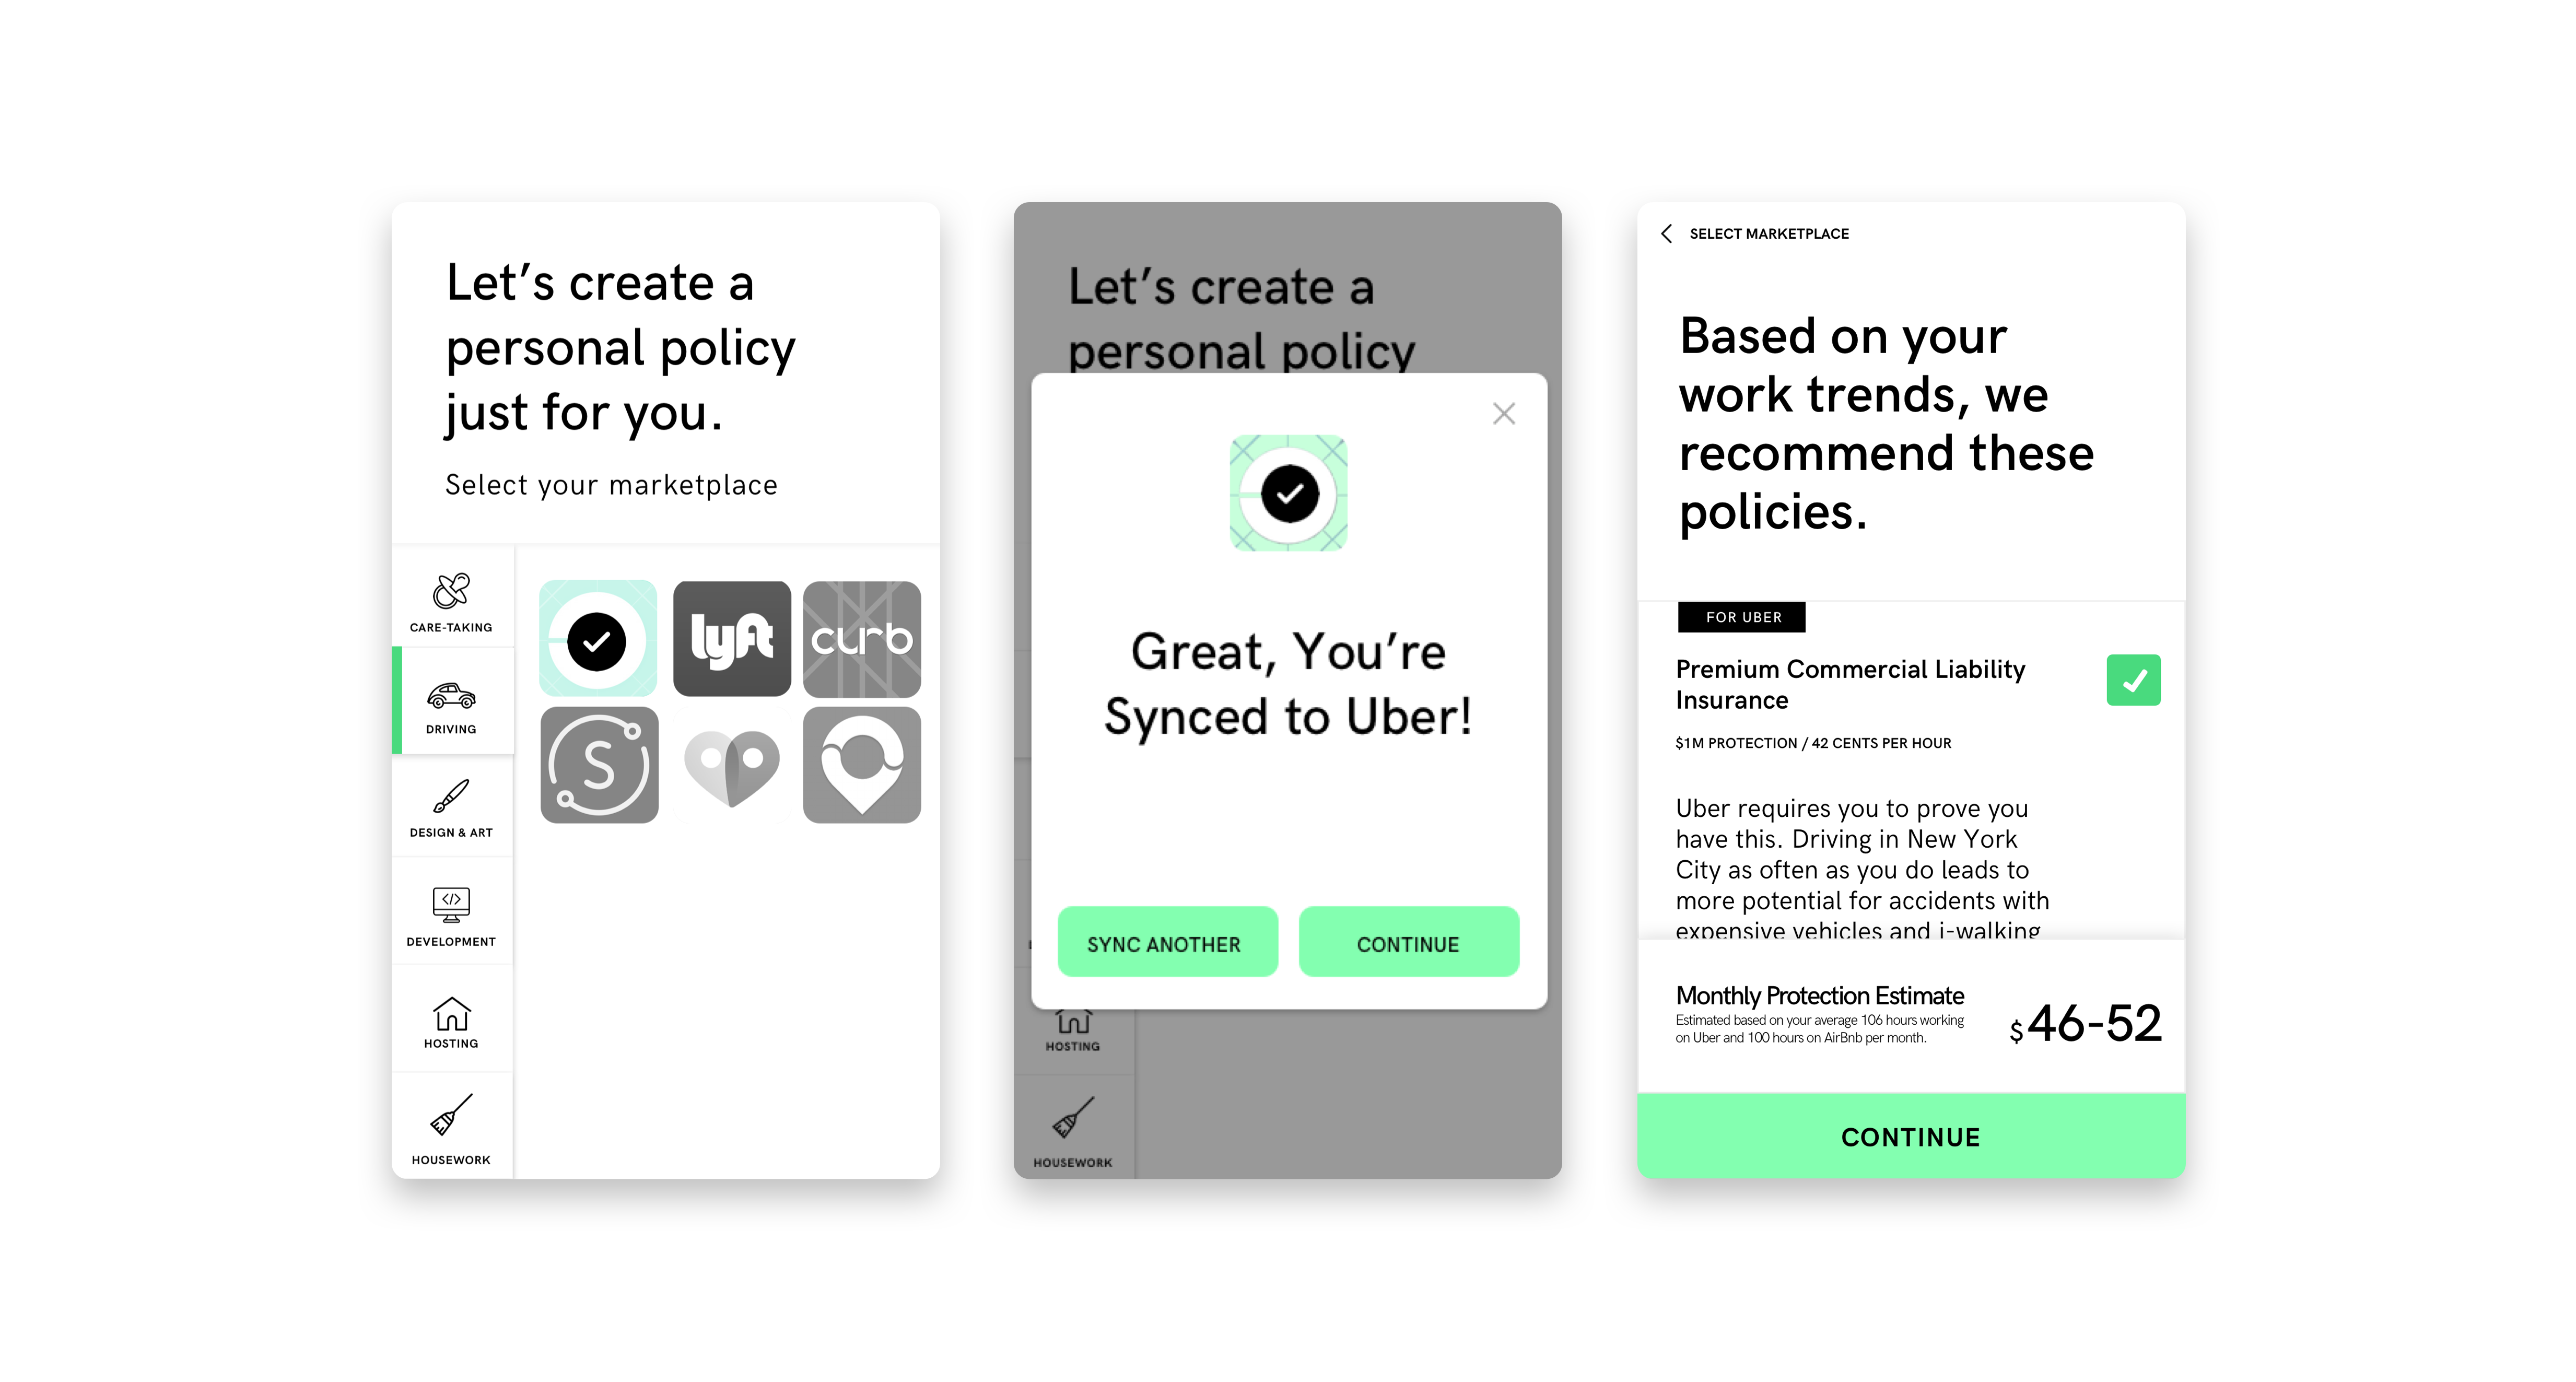 Let’s create a
personal policy
just for you.
Select your marketplace
CARE-TAKING
DRIVING
DESIGN & ART
DEVELOPMENT
HOSTING
HOUSEWORK
lyft
curb
S
Let’s create a
personal policy
Great, You’re
Synced to Uber!
SYNC ANOTHER
CONTINUE
HOSTING
HOUSEWORK
SELECT MARKETPLACE
Based on your
work trends, we
recommend these
policies.
FOR UBER
Premium Commercial Liability
Insurance
$1M PROTECTION / 42 CENTS PER HOUR
Uber requires you to prove you
have this. Driving in New York
City as often as you do leads to
more potential for accidents with
expensive vehicles and j-walking
Monthly Protection Estimate
Estimated based on your average 106 hours working
on Uber and 100 hours on AirBnb per month.
$46-52
CONTINUE